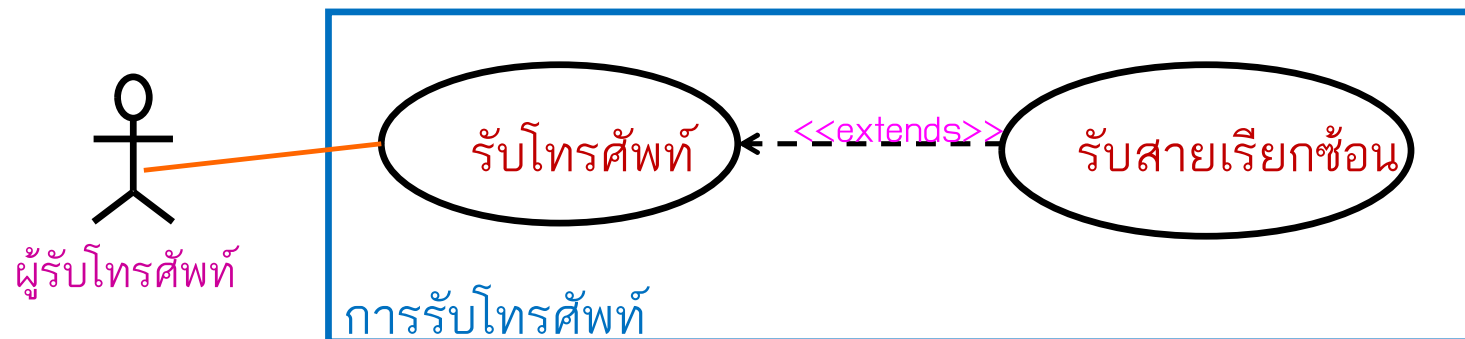 รับโทรศัพท์
<<extends>>
รับสายเรียกซ้อน
ผู้รับโทรศัพท์
การรับโทรศัพท์